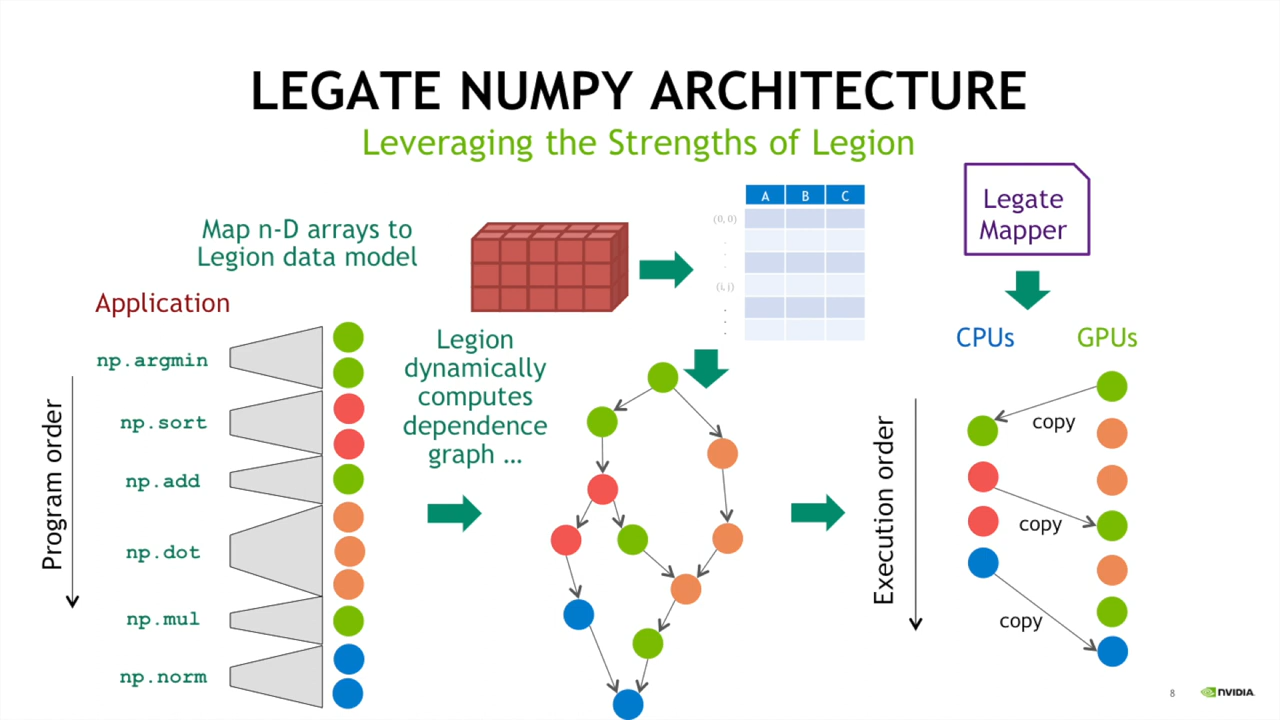 LEGATE NUMPY ARCHITECTURE
Leveraging the Strengths of Legion
Map n-D arrays to
Legion data model
A B C
(0, 0)
.
.
.
(i, j)
.
.
.
Legate
Mapper
Application
np.argmin
np.sort
np.add
np.dot
np.mul
np.norm
Program order
Legion
dynamically
computes
dependence
graph …
CPUs
GPUs
Execution order
copy
copy
copy
8
NVIDIA.